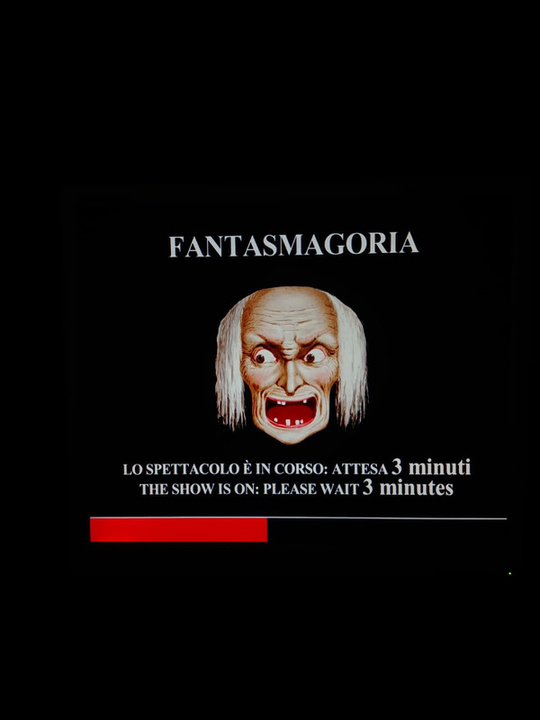 FANTASMAGORIA
LO SPETTACOLO È IN CORSO: ATTESA 3 minuti
THE SHOW IS ON: PLEASE WAIT 3 minutes